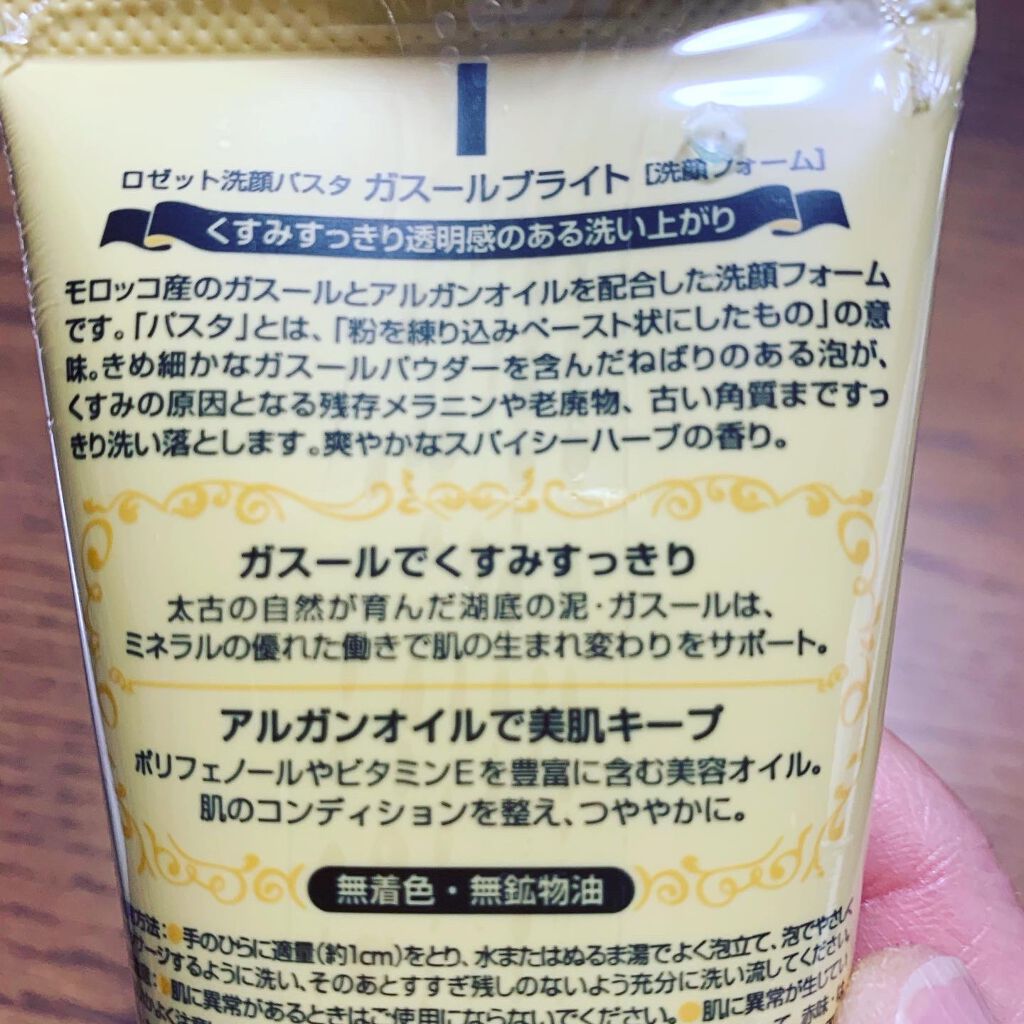 ロゼット洗顔パスタ ガスールブライト [洗顔フォーム]
くすみすっきり透明感のある洗い上がり
モロッコ産のガスールとアルガンオイルを配合した洗顔フォーム
です。「パスタ」とは、「粉を練り込みペースト状にしたもの」の意
味。きめ細かなガスールパウダーを含んだねばりのある泡が、
くすみの原因となる残存メラニンや老廃物、古い角質まですっ
きり洗い落とします。爽やかなスパイシーハーブの香り。
ガスールでくすみすっきり
太古の自然が育んだ湖底の泥・ガスールは、
ミネラルの優れた働きで肌の生まれ変わりをサポート。
アルガンオイルで美肌キープ
ポリフェノールやビタミンEを豊富に含む美容オイル。
肌のコンディションを整え、つややかに。
無着色・無鉱物油
方法:●手のひらに適量(約1cm)をとり、水またはぬるま湯でよく泡立て、泡でやさしく
サージするように洗い、そのあとすすぎ残しのないよう充分に洗い流してください。
●肌に異常があるときはご使用にならないでください。●肌に異常が生じてい